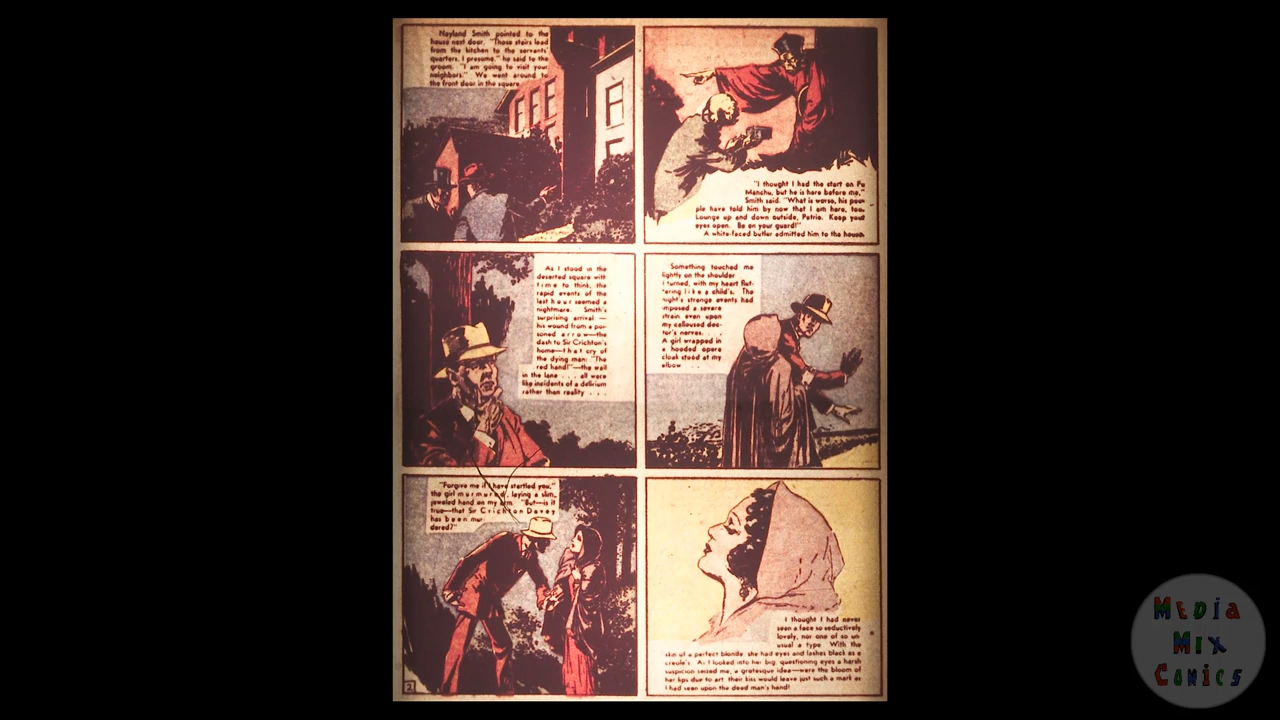 Nayland Smith pointed to the
house next door. "Those stairs lead
from the kitchen to the servants'
quarters, I presume," he said to the
groom. "I am going to visit your
neighbors." We went around to
the front door in the square.
"I thought I had the start on Fu
Manchu, but he is here before me,"
Smith said. "What is worse, his peo-
ple have told him by now that I am here, too.
Lounge up and down outside, Petrie. Keep your
eyes open. Be on your guard!"
A white-faced butler admitted him to the house.
As I stood in the
deserted square with
time to think, the
rapid events of the
last hour seemed a
nightmare. Smith's
surprising arrival —
his wound from a poi-
soned arrow—the
dash to Sir Crichton's
home—that cry of
the dying man: "The
red hand!"—the wail
in the lane . . . all were
like incidents of a delirium
rather than reality . . .
Something touched me
lightly on the shoulder
I turned, with my heart flut-
tering like a child's. The
night's strange events had
imposed a severe
strain even upon
my calloused doc-
tor's nerves. . . .
A girl wrapped in
a hooded opera
cloak stood at my
elbow . . .
"Forgive me if I have startled you,"
the girl murmured, laying a slim,
jeweled hand on my arm. "But—is it
true—that Sir Crichton Davey
has been mur-
dered?"
2
I thought I had never
seen a face so seductively
lovely, nor one of so un-
usual a type. With the
skin of a perfect blonde, she had eyes and lashes black as a
creole's. As I looked into her big, questioning eyes a harsh
suspicion seized me, a grotesque idea—were the bloom of
her lips due to art their kiss would leave just such a mark as
I had seen upon the dead man's hand!
MEDIA
MIX
COMICS